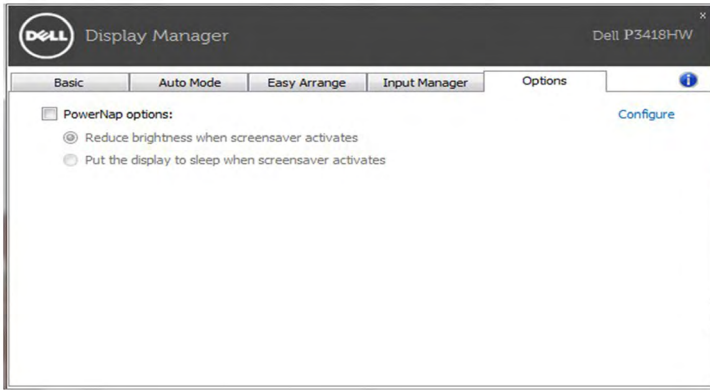 DELL Display Manager Dell P3418HW
Basic Auto Mode Easy Arrange Input Manager Options
PowerNap options: Configure
Reduce brightness when screensaver activates
Put the display to sleep when screensaver activates